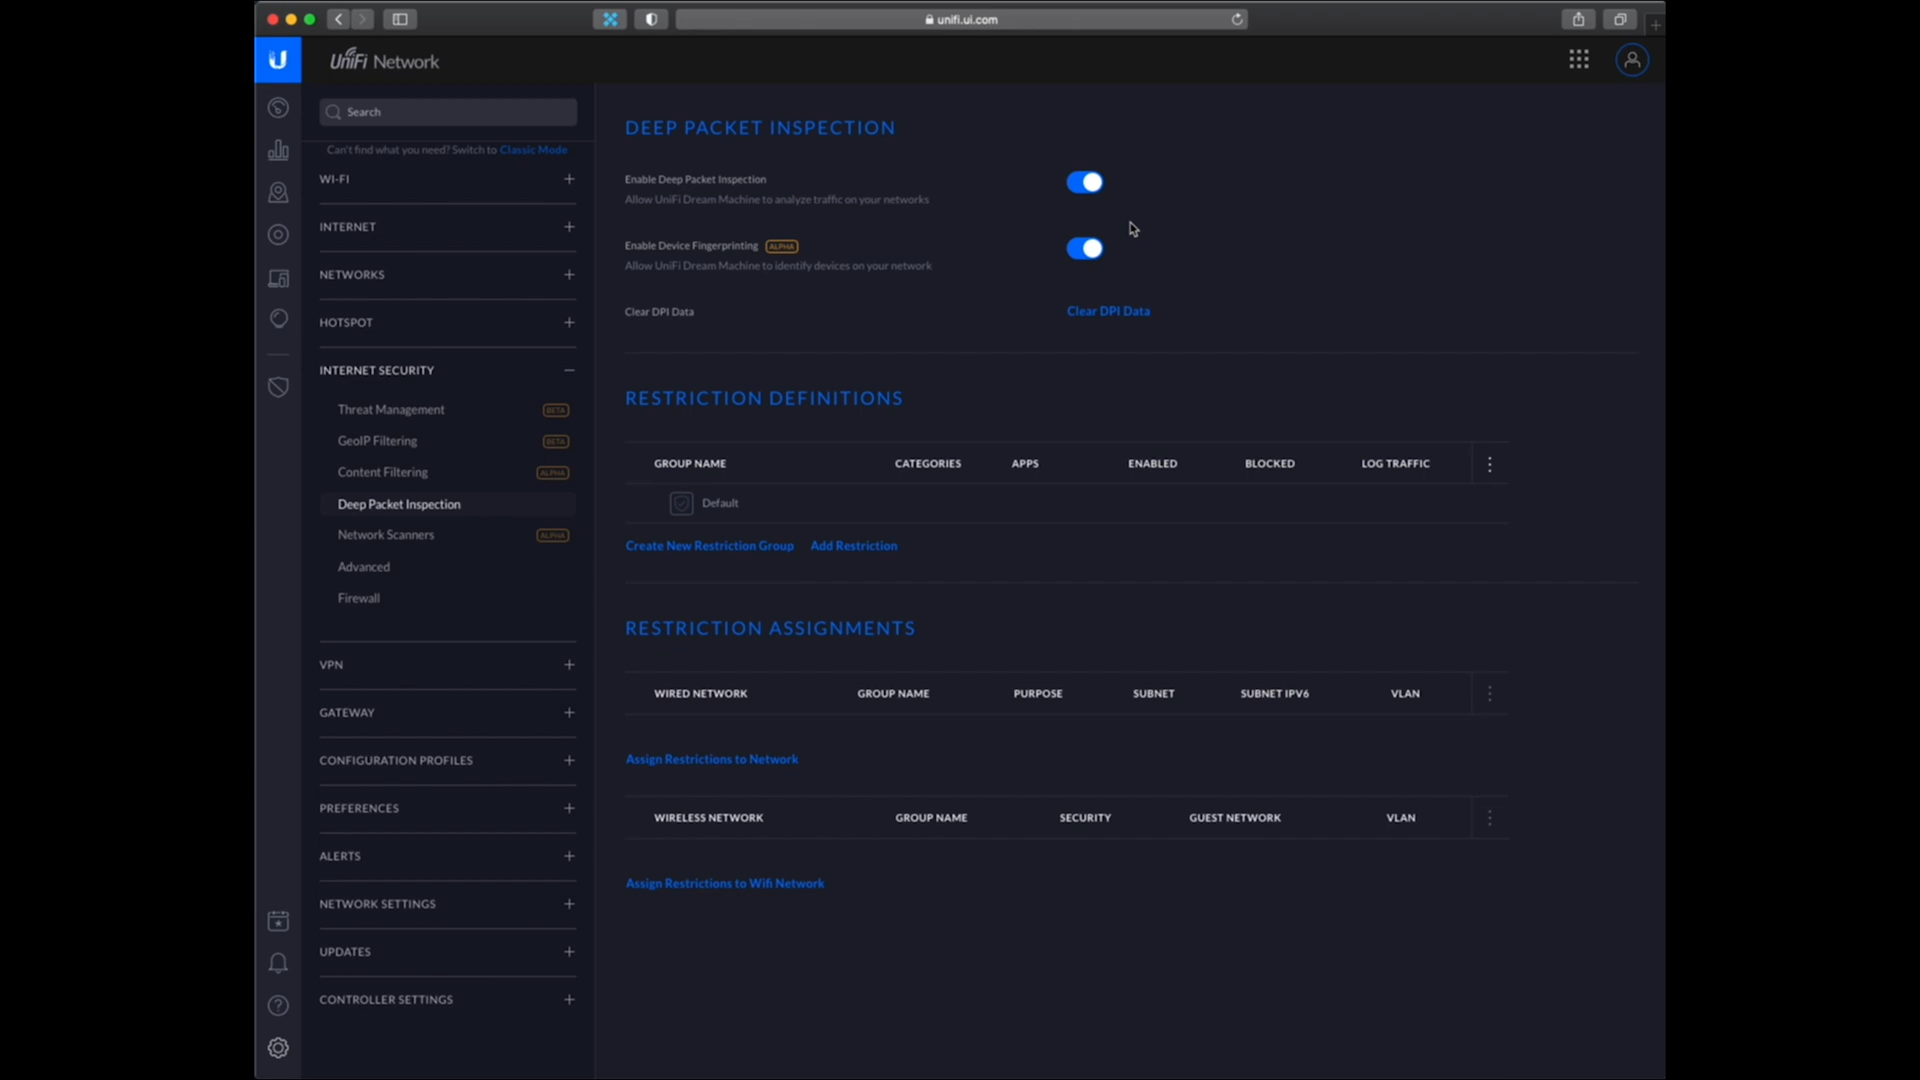 unifi.ui.com
UniFi Network
Search
Can't find what you need? Switch to Classic Mode
WI-FI
INTERNET
NETWORKS
HOTSPOT
INTERNET SECURITY
Threat Management BETA
GeoIP Filtering BETA
Content Filtering ALPHA
Deep Packet Inspection
Network Scanners ALPHA
Advanced
Firewall
VPN
GATEWAY
CONFIGURATION PROFILES
PREFERENCES
ALERTS
NETWORK SETTINGS
UPDATES
CONTROLLER SETTINGS
DEEP PACKET INSPECTION
Enable Deep Packet Inspection
Allow UniFi Dream Machine to analyze traffic on your networks
Enable Device Fingerprinting ALPHA
Allow UniFi Dream Machine to identify devices on your network
Clear DPI Data Clear DPI Data
RESTRICTION DEFINITIONS
GROUP NAME CATEGORIES APPS ENABLED BLOCKED LOG TRAFFIC
Default
Create New Restriction Group Add Restriction
RESTRICTION ASSIGNMENTS
WIRED NETWORK GROUP NAME PURPOSE SUBNET SUBNET IPV6 VLAN
Assign Restrictions to Network
WIRELESS NETWORK GROUP NAME SECURITY GUEST NETWORK VLAN
Assign Restrictions to Wifi Network